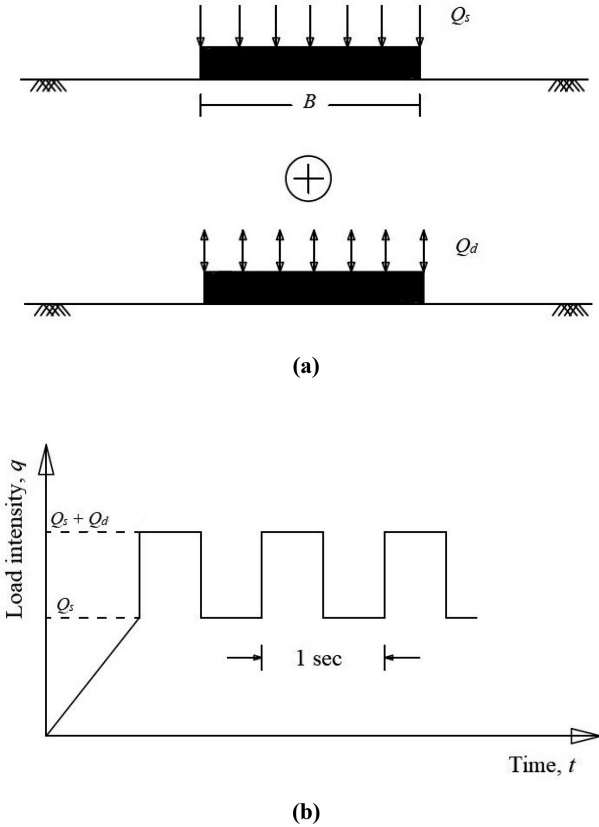 Qs
B
Qd
(a)
Load intensity, q
Qs + Qd
Qs
1 sec
Time, t
(b)